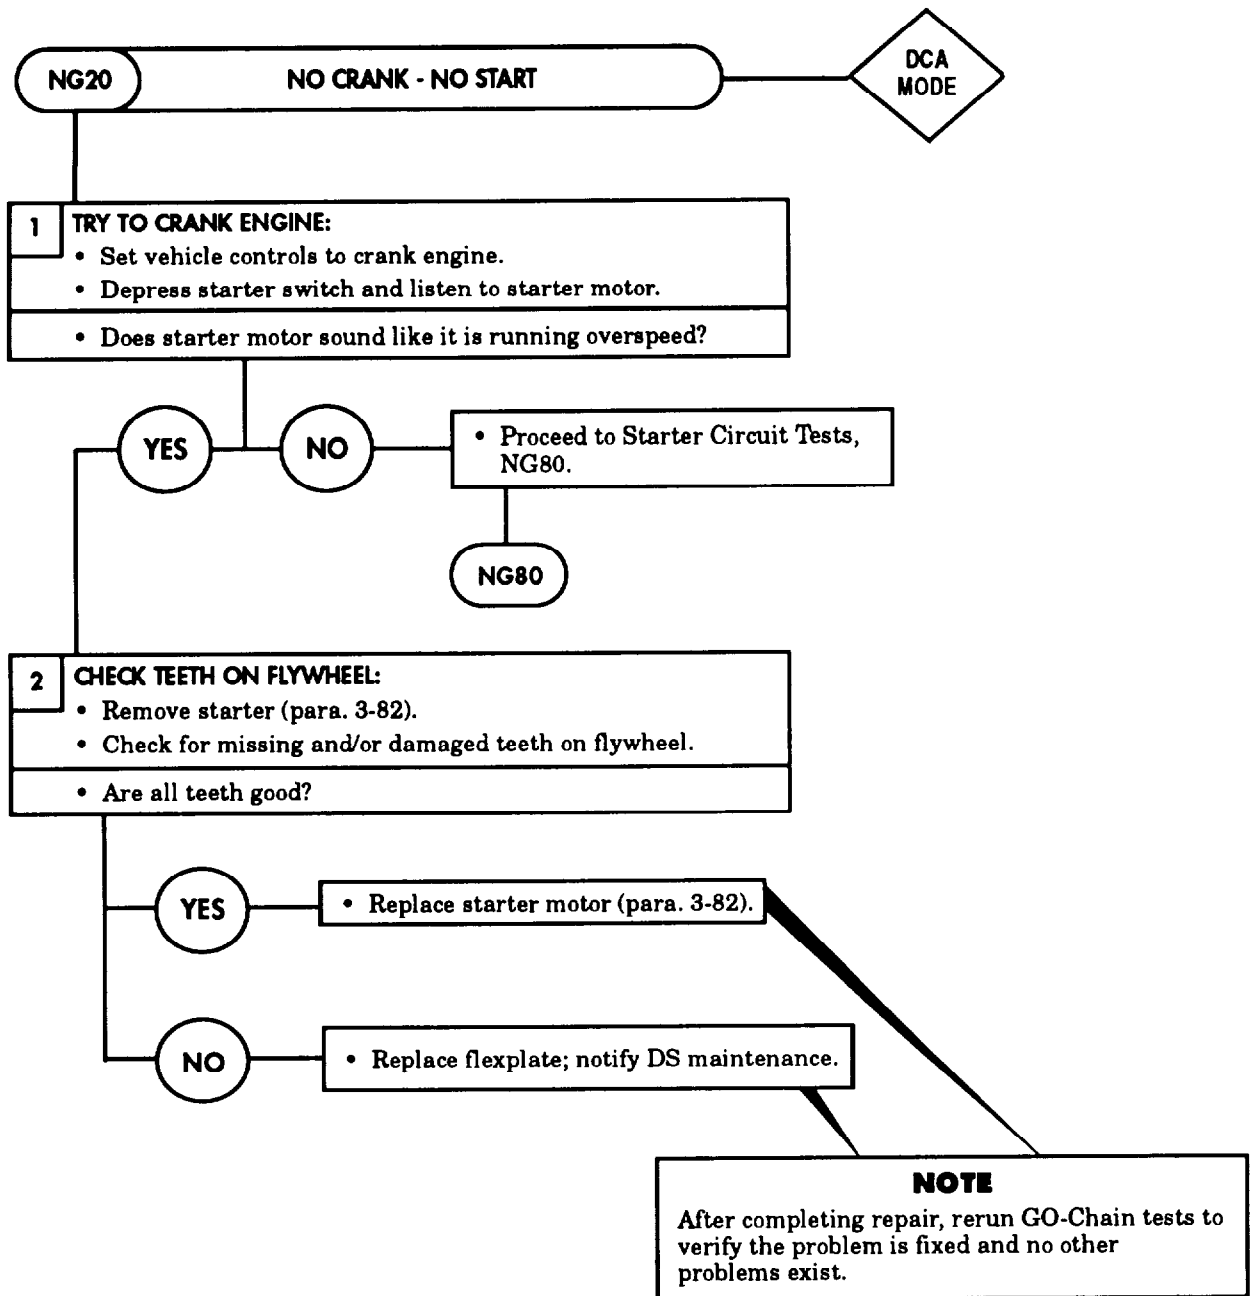 NG20
NO CRANK - NO START
DCA
MODE
1
TRY TO CRANK ENGINE:
• Set vehicle controls to crank engine.
• Depress starter switch and listen to starter motor.
• Does starter motor sound like it is running overspeed?
YES
NO
• Proceed to Starter Circuit Tests,
NG80.
NG80
2
CHECK TEETH ON FLYWHEEL:
• Remove starter (para. 3-82).
• Check for missing and/or damaged teeth on flywheel.
• Are all teeth good?
YES
• Replace starter motor (para. 3-82).
NO
• Replace flexplate; notify DS maintenance.
NOTE
After completing repair, rerun GO-Chain tests to
verify the problem is fixed and no other
problems exist.